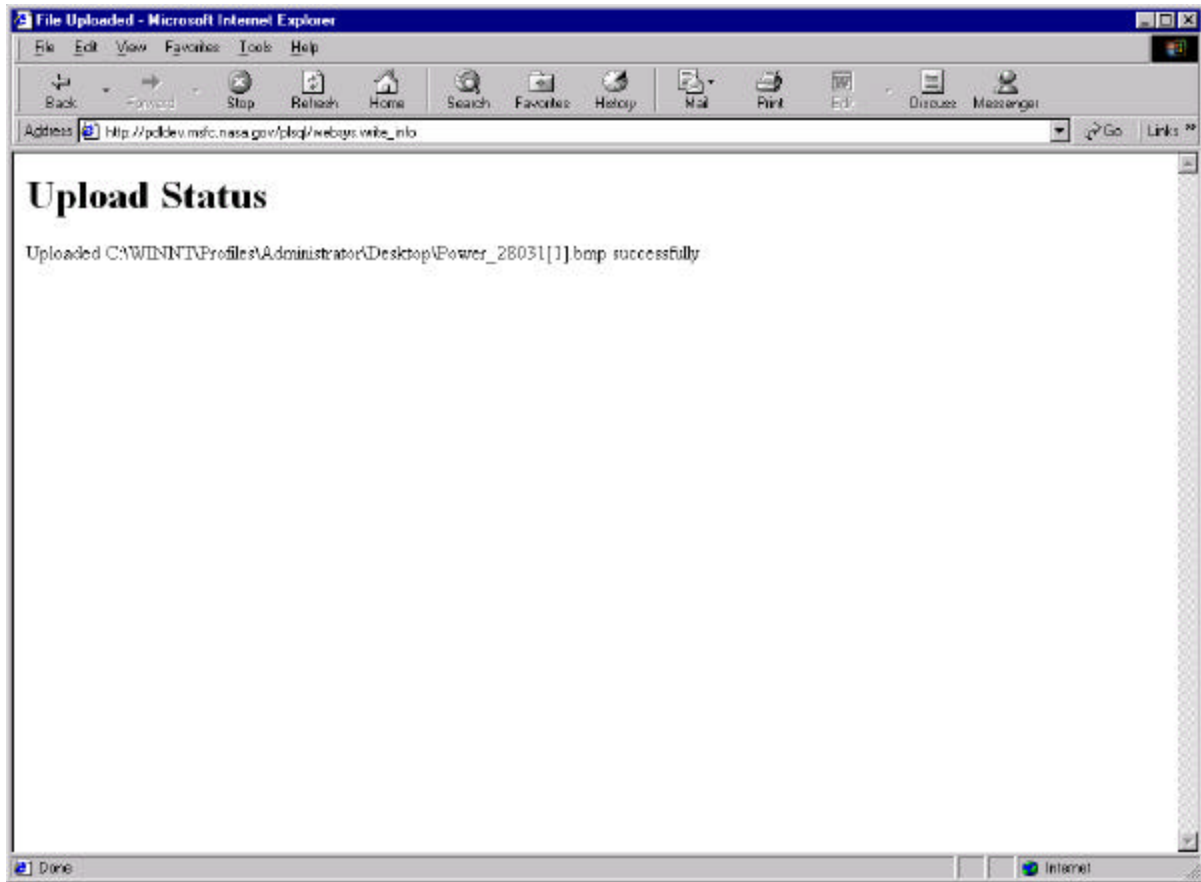 File Uploaded - Microsoft Internet Explorer
File Edit View Favorites Tools Help
Back Forward Stop Refresh Home Search Favorites History Mail Print Edit Discuss Messenger
Address http://pdldev.msfc.nasa.gov/plsql/websys.write_info Go Links »
Upload Status
Uploaded C:\WINNT\Profiles\Administrator\Desktop\Power_28031[1].bmp successfully
Done Internet